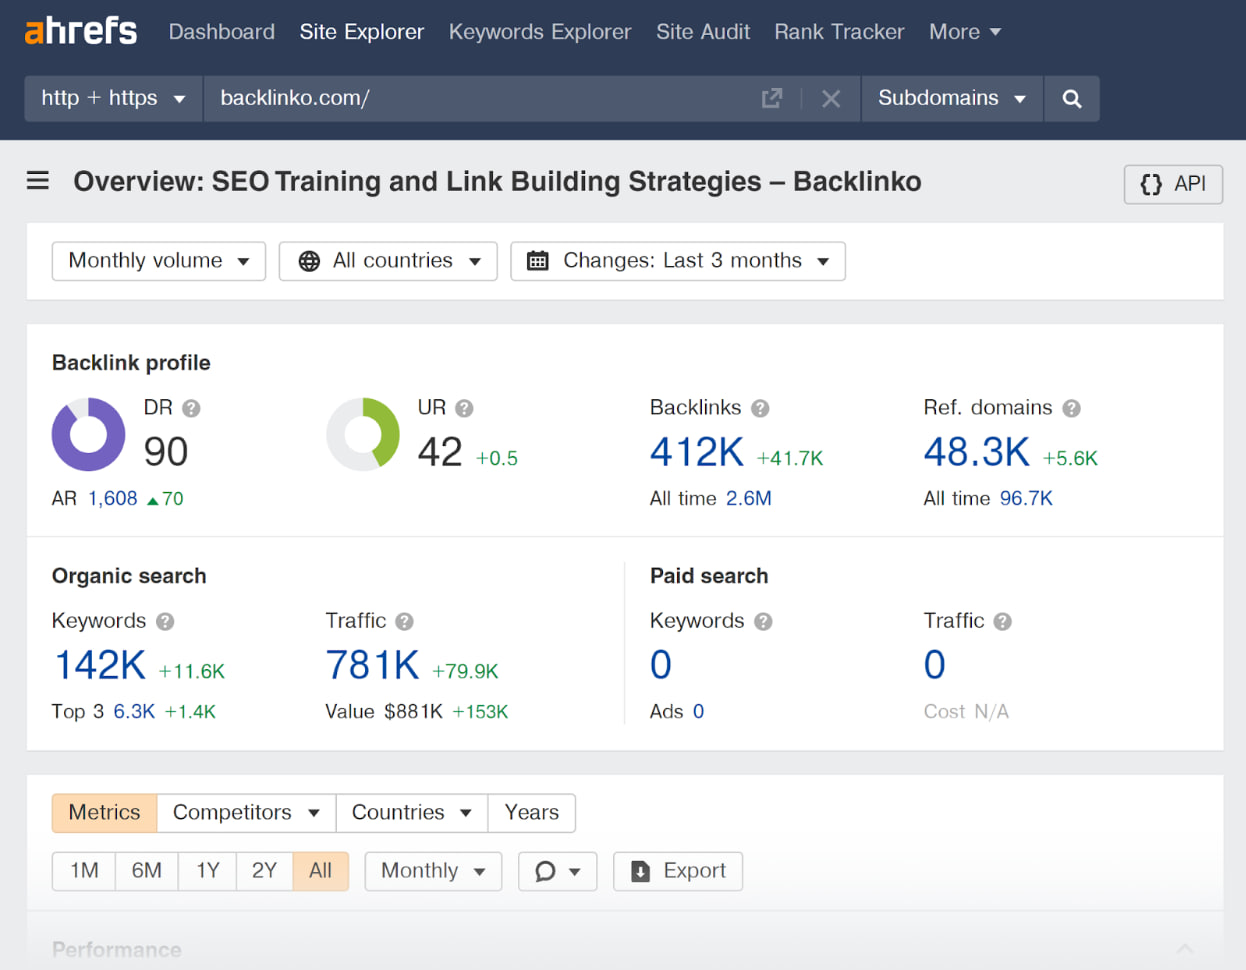 ahrefs Dashboard Site Explorer Keywords Explorer Site Audit Rank Tracker More
http + https backlinko.com/ Subdomains
Overview: SEO Training and Link Building Strategies – Backlinko API
Monthly volume All countries Changes: Last 3 months
Backlink profile
DR ? UR ? Backlinks ? Ref. domains ?
90 42 +0.5 412K +41.7K 48.3K +5.6K
AR 1,608 ▲70 All time 2.6M All time 96.7K
Organic search Paid search
Keywords ? Traffic ? Keywords ? Traffic ?
142K +11.6K 781K +79.9K 0 0
Top 3 6.3K +1.4K Value $881K +153K Ads 0 Cost N/A
Metrics Competitors Countries Years
1M 6M 1Y 2Y All Monthly Export
Performance